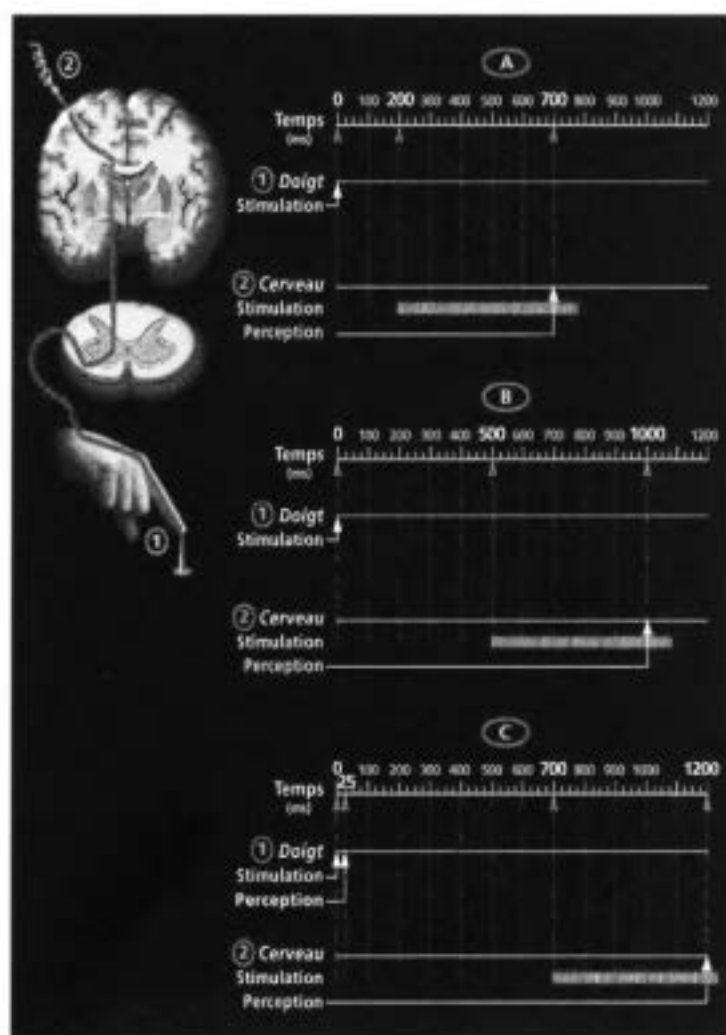 2
1
A
0 100 200 300 400 500 600 700 800 900 1000 1200
Temps
(ms)
1 Doigt
Stimulation
2 Cerveau
Stimulation
Perception
B
0 100 200 300 400 500 600 700 800 900 1000 1200
Temps
(ms)
1 Doigt
Stimulation
2 Cerveau
Stimulation
Perception
C
0 25 100 200 300 400 500 600 700 800 900 1000 1200
Temps
(ms)
1 Doigt
Stimulation
Perception
2 Cerveau
Stimulation
Perception